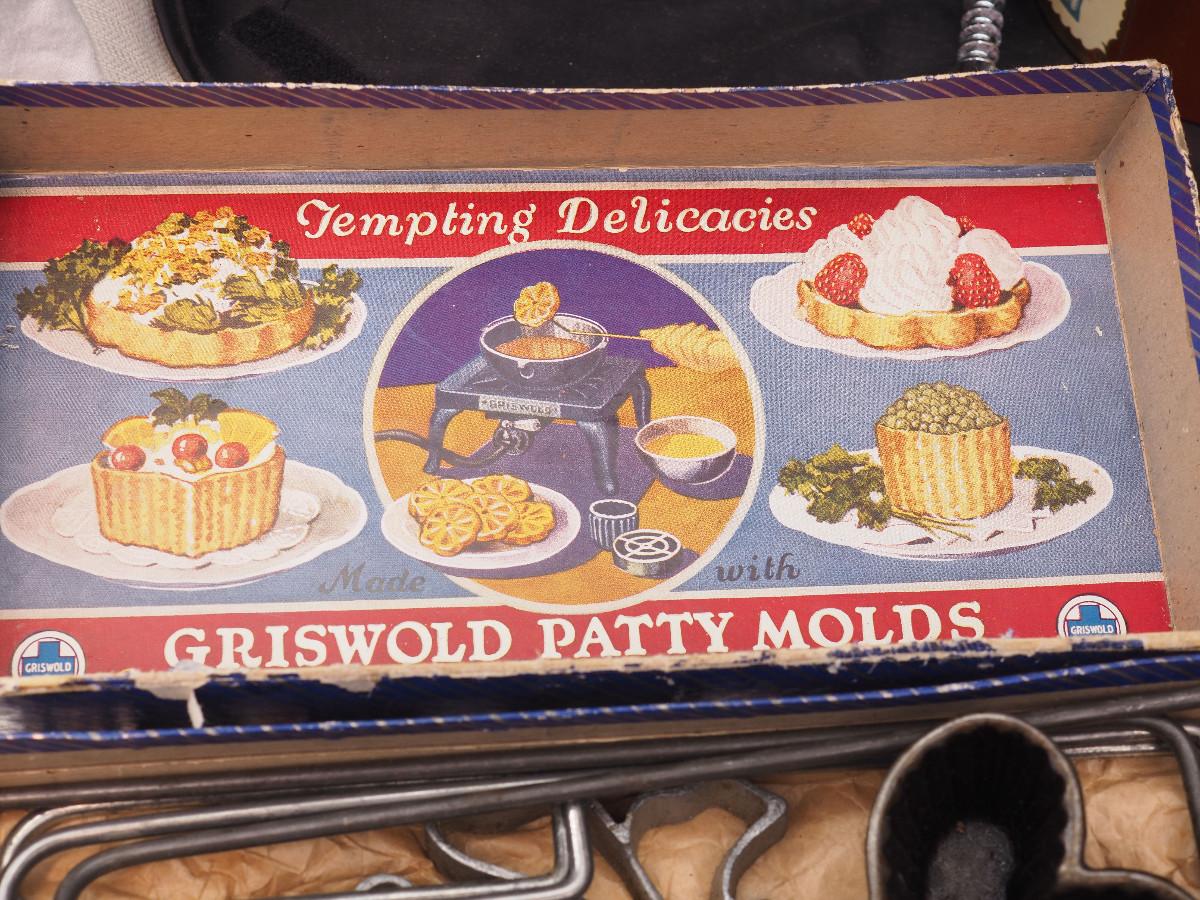 Tempting Delicacies
GRISWOLD
Made with
GRISWOLD PATTY MOLDS
GRISWOLD
GRISWOLD